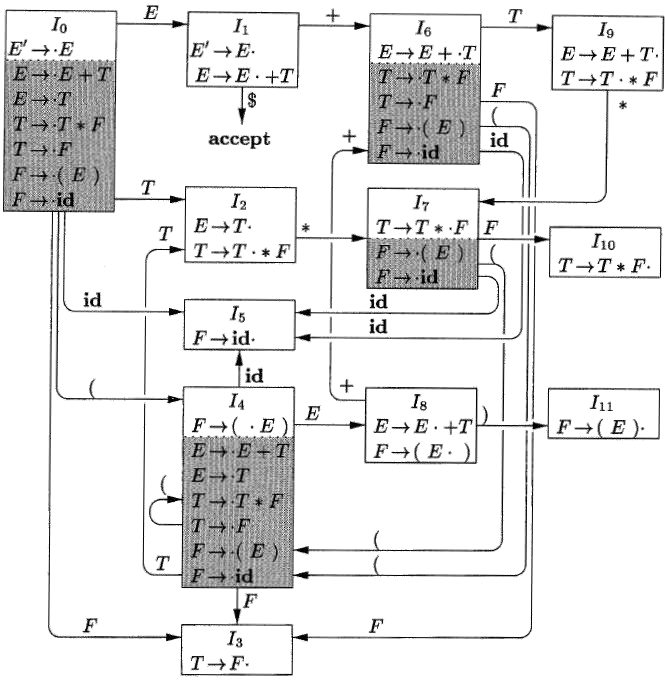 I₀
E′ → ·E
E → ·E + T
E → ·T
T → ·T * F
T → ·F
F → ·( E )
F → ·id
E
I₁
E′ → E·
E → E · + T
$
accept
+
I₆
E → E + ·T
T → ·T * F
T → ·F
F → ·( E )
F → ·id
T
I₉
E → E + T·
T → T · * F
*
F
(
id
+
T
I₂
E → T·
T → T · * F
T
*
I₇
T → T * ·F
F → ·( E )
F → ·id
F
(
I₁₀
T → T * F·
id
I₅
F → id·
id
id
id
(
I₄
F → ( · E )
E → ·E + T
E → ·T
T → ·T * F
T → ·F
F → ·( E )
F → ·id
(
T
E
+
I₈
E → E · + T
F → ( E · )
)
I₁₁
F → ( E )·
(
(
F
F
I₃
T → F·
F